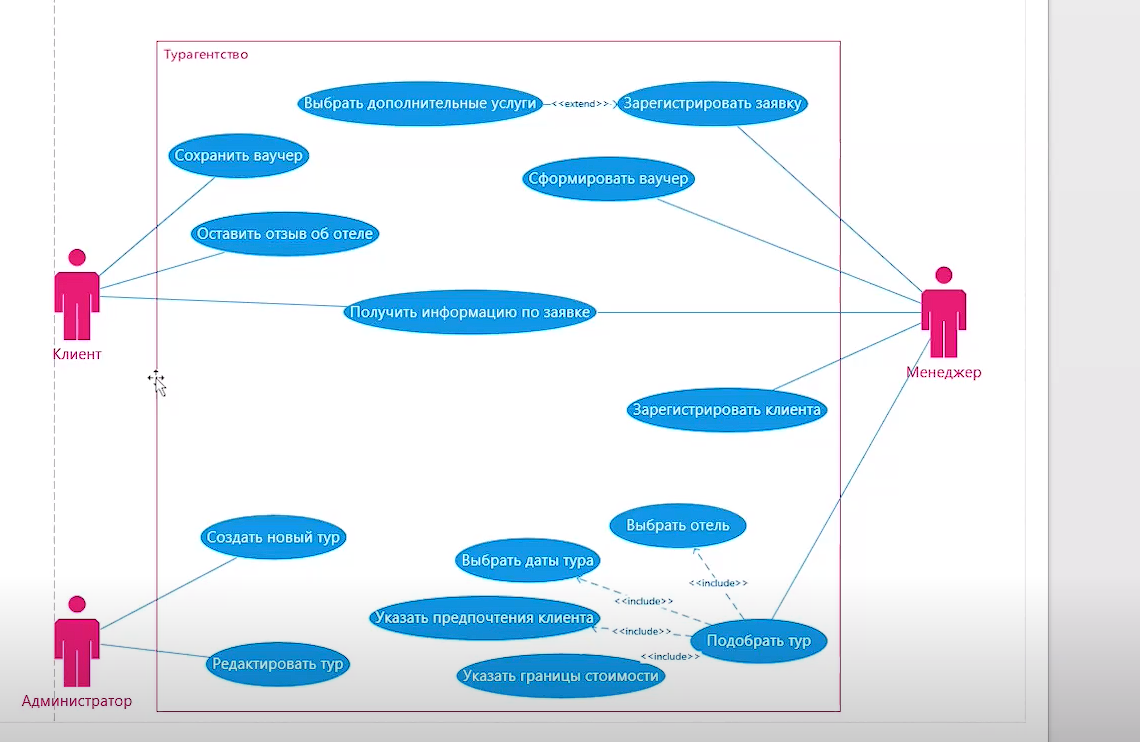 Турагентство
Выбрать дополнительные услуги
<<extend>>
Зарегистрировать заявку
Сохранить ваучер
Сформировать ваучер
Оставить отзыв об отеле
Получить информацию по заявке
Клиент
Менеджер
Зарегистрировать клиента
Создать новый тур
Выбрать отель
Выбрать даты тура
<<include>>
<<include>>
Указать предпочтения клиента
<<include>>
Подобрать тур
<<include>>
Редактировать тур
Указать границы стоимости
Администратор